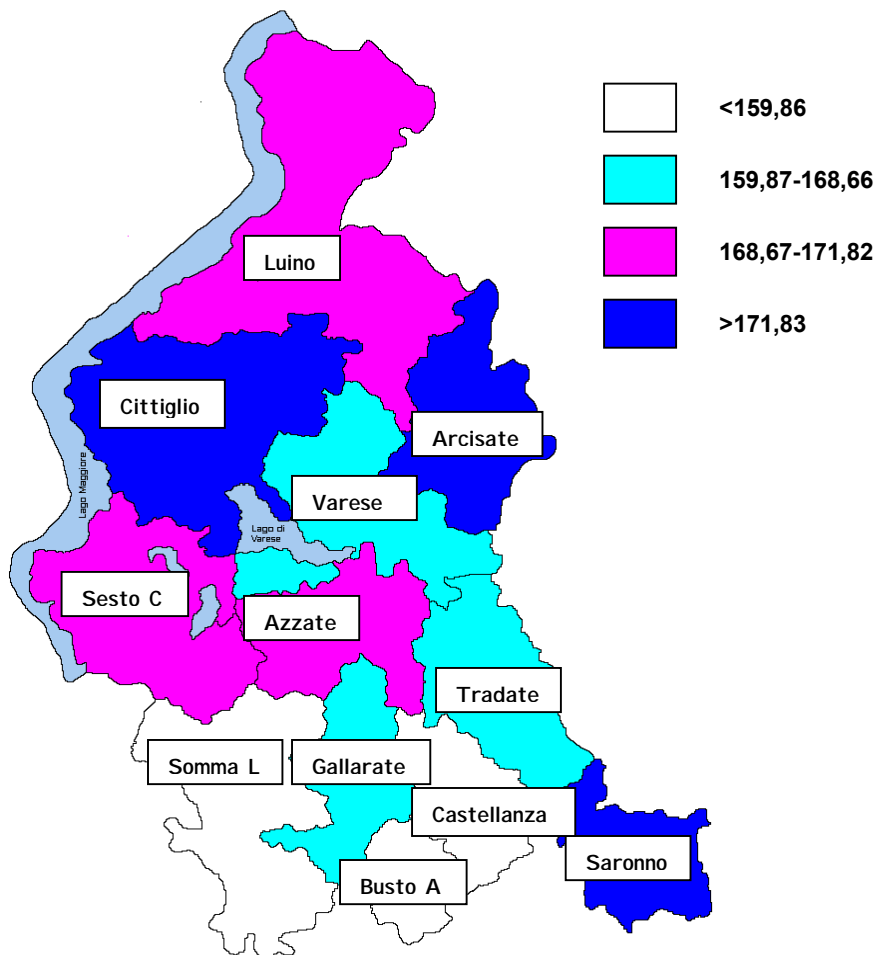 <159,86
159,87-168,66
168,67-171,82
>171,83
Luino
Cittiglio
Arcisate
Lago Maggiore
Varese
Lago di
Varese
Sesto C
Azzate
Tradate
Somma L
Gallarate
Castellanza
Saronno
Busto A